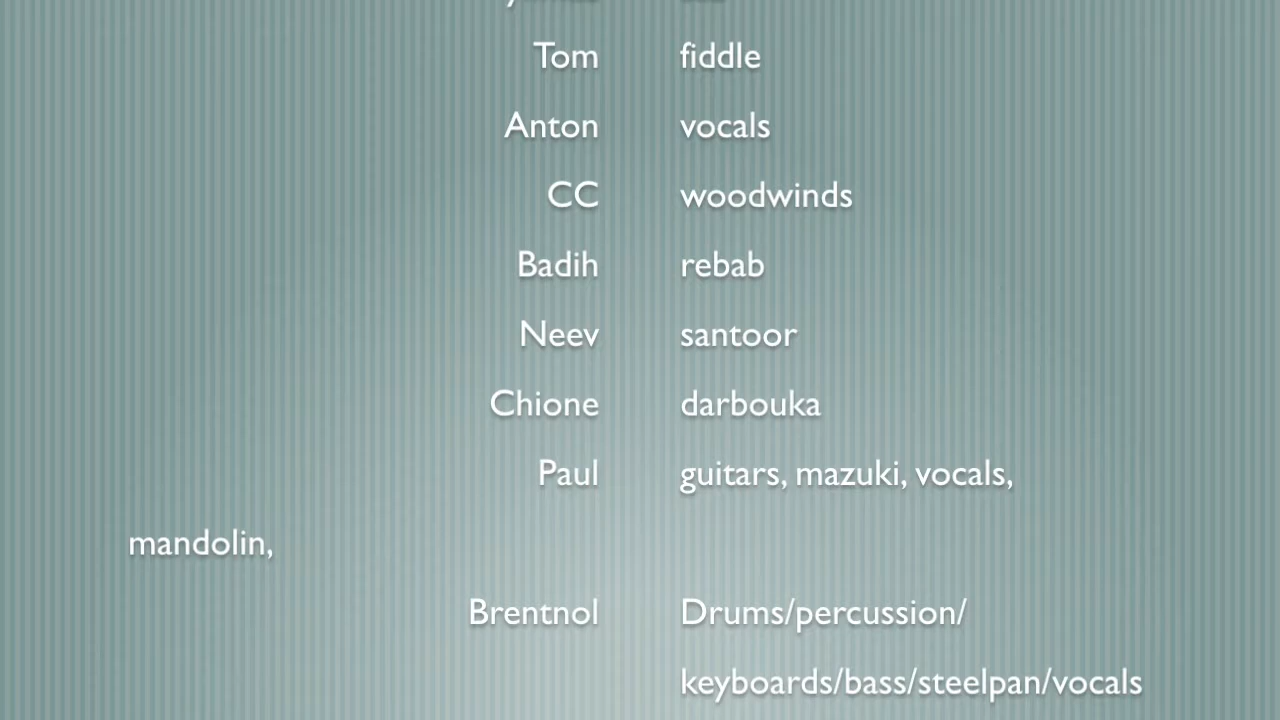 Tom fiddle
Anton vocals
CC woodwinds
Badih rebab
Neev santoor
Chione darbouka
Paul guitars, mazuki, vocals,
mandolin,
Brentnol Drums/percussion/
keyboards/bass/steelpan/vocals